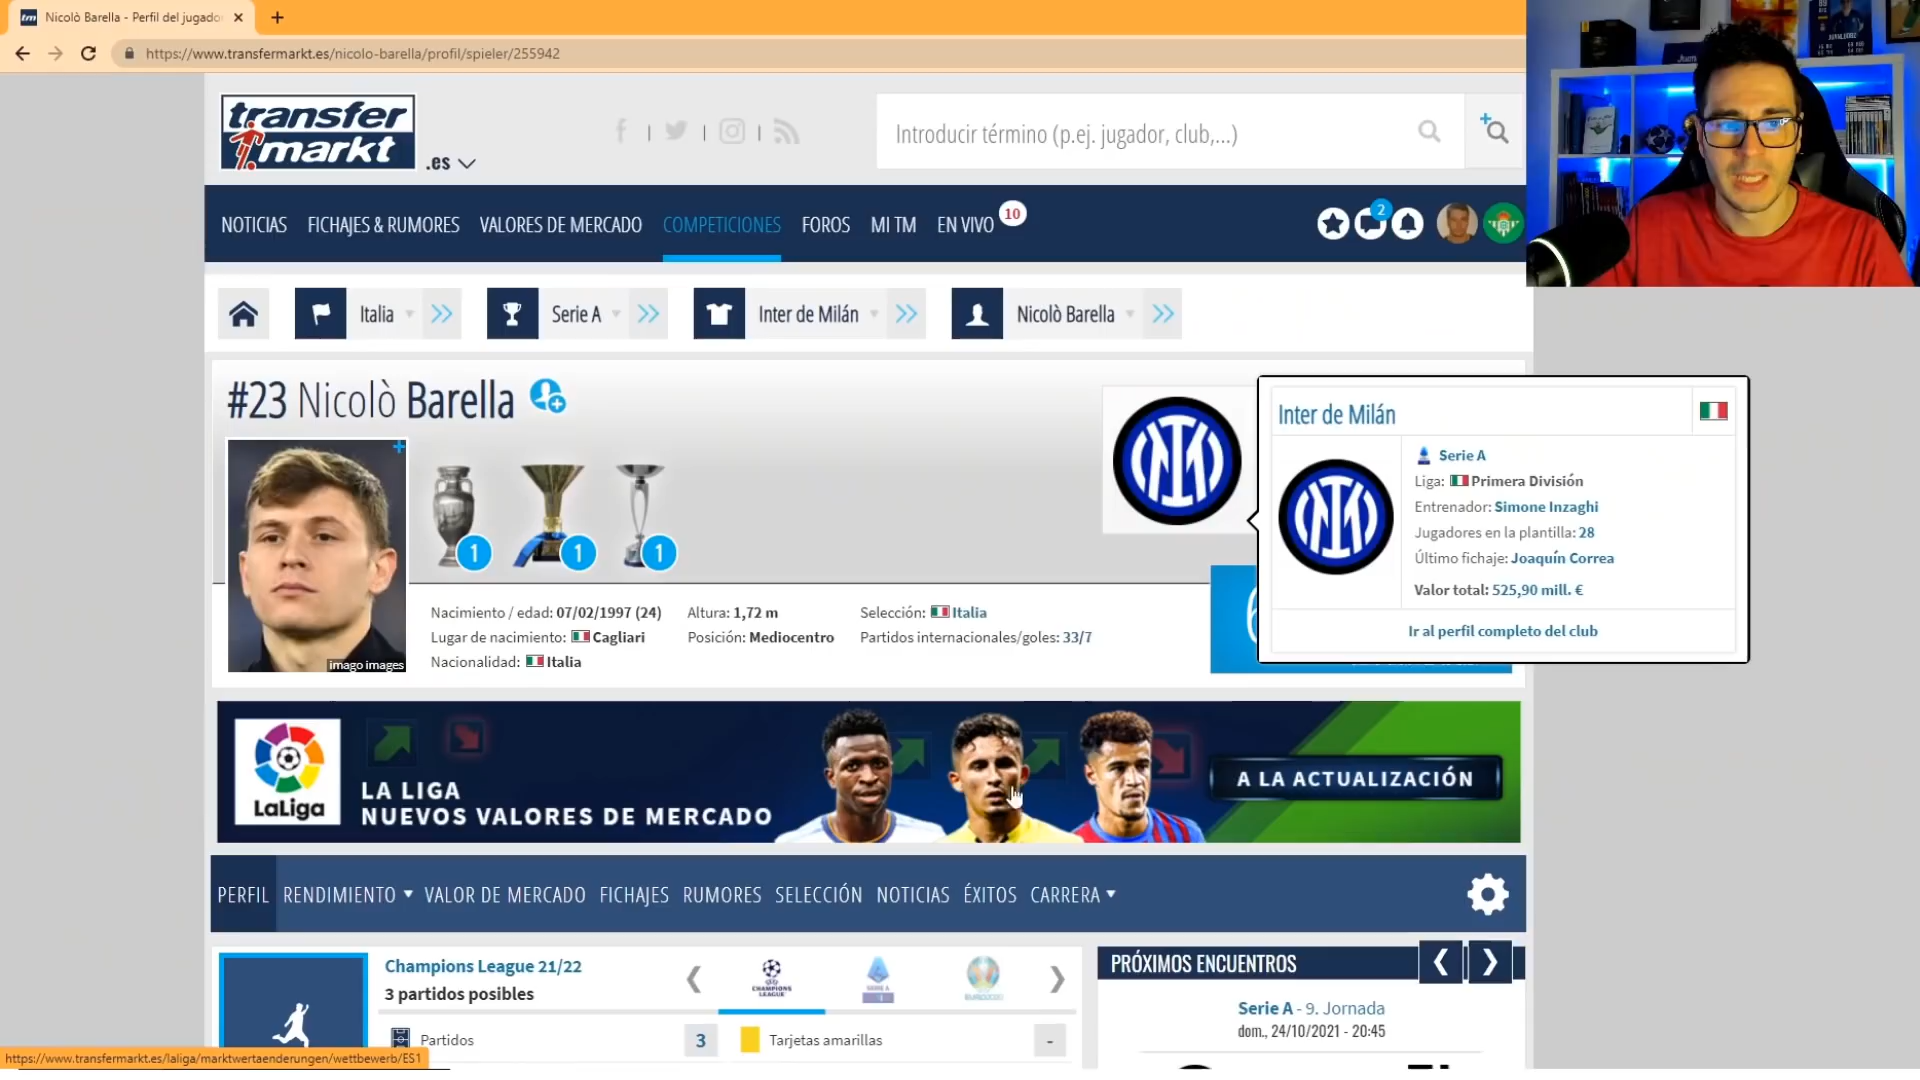 tm Nicolò Barella - Perfil del jugado
https://www.transfermarkt.es/nicolo-barella/profil/spieler/255942
transfer
markt
.es
Introducir término (p.ej. jugador, club,...)
NOTICIAS FICHAJES & RUMORES VALORES DE MERCADO COMPETICIONES FOROS MI TM EN VIVO 10
2
Italia Serie A Inter de Milán Nicolò Barella
#23 Nicolò Barella
1 1 1
imago images
Nacimiento / edad: 07/02/1997 (24)
Lugar de nacimiento: Cagliari
Nacionalidad: Italia
Altura: 1,72 m
Posición: Mediocentro
Selección: Italia
Partidos internacionales/goles: 33/7
Inter de Milán
Serie A
Liga: Primera División
Entrenador: Simone Inzaghi
Jugadores en la plantilla: 28
Último fichaje: Joaquín Correa
Valor total: 525,90 mill. €
Ir al perfil completo del club
LaLiga
LA LIGA
NUEVOS VALORES DE MERCADO
A LA ACTUALIZACIÓN
PERFIL RENDIMIENTO VALOR DE MERCADO FICHAJES RUMORES SELECCIÓN NOTICIAS ÉXITOS CARRERA
Champions League 21/22
3 partidos posibles
CHAMPIONS
LEAGUE
SERIE A
EURO2020
Partidos 3 Tarjetas amarillas -
PRÓXIMOS ENCUENTROS
Serie A - 9. Jornada
dom., 24/10/2021 - 20:45
https://www.transfermarkt.es/laliga/marktwertaenderungen/wettbewerb/ES1